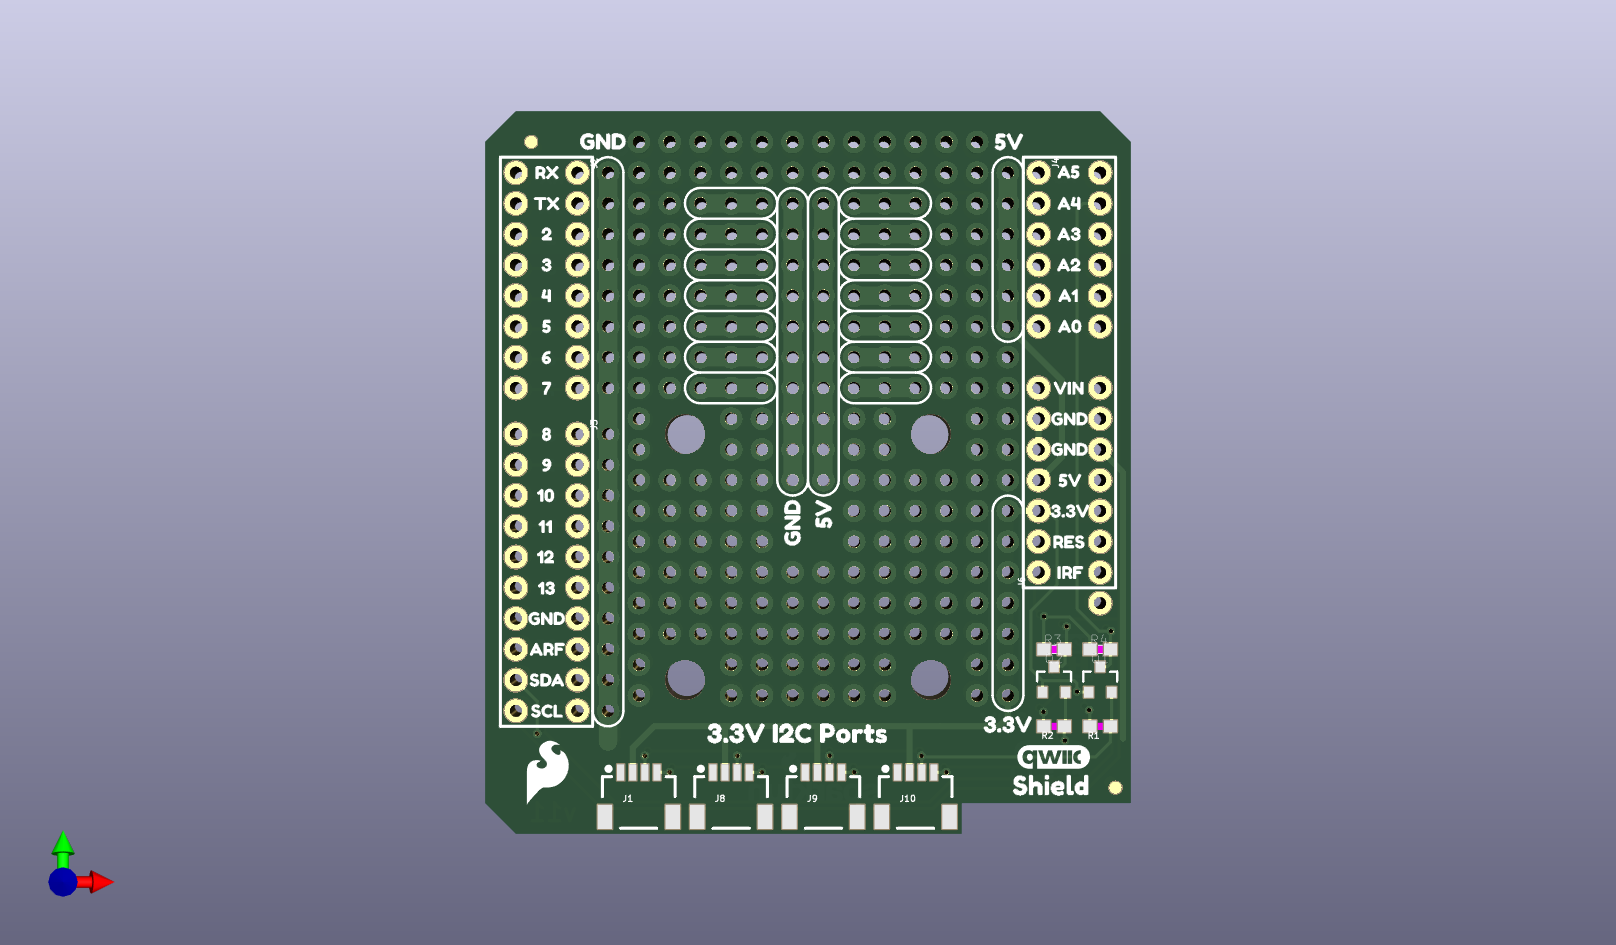 GND
5V
RX
TX
2
3
4
5
6
7
8
9
10
11
12
13
GND
ARF
SDA
SCL
A5
A4
A3
A2
A1
A0
VIN
GND
GND
5V
3.3V
RES
IRF
GND
5V
3.3V
R3
R4
R2
R1
3.3V I2C Ports
qwiic
Shield
J1
J8
J9
J10